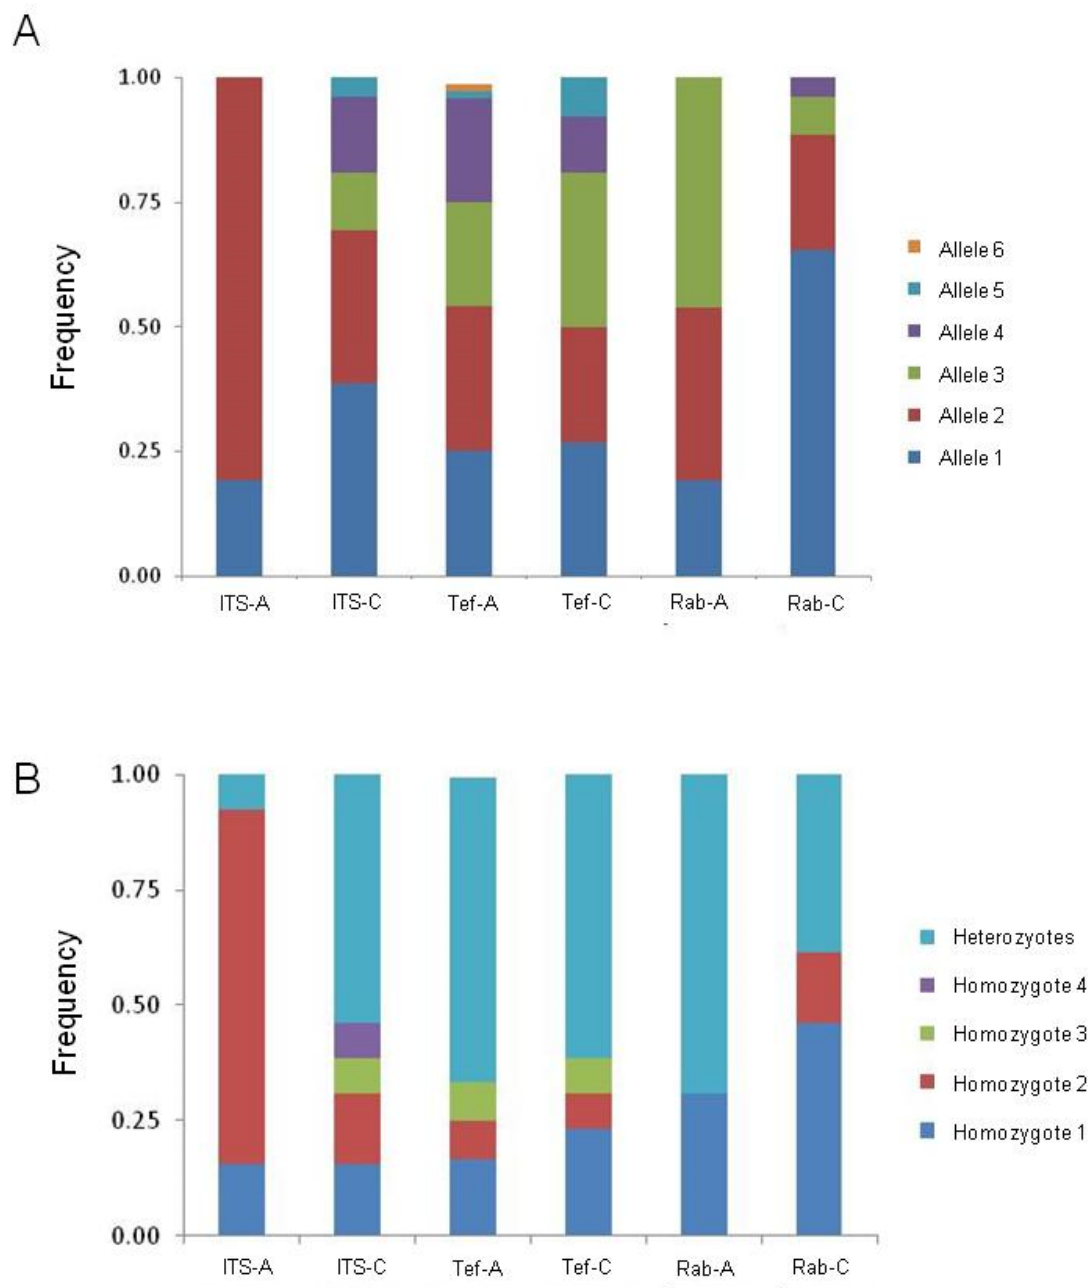 A
1.00
0.75
0.50
0.25
0.00
Frequency
ITS-A ITS-C Tef-A Tef-C Rab-A Rab-C
Allele 6
Allele 5
Allele 4
Allele 3
Allele 2
Allele 1
B
1.00
0.75
0.50
0.25
0.00
Frequency
ITS-A ITS-C Tef-A Tef-C Rab-A Rab-C
Heterozyotes
Homozygote 4
Homozygote 3
Homozygote 2
Homozygote 1